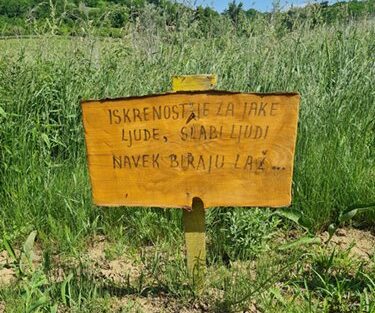 ISKRENOST JE ZA JAKE
LJUDE, SLABI LJUDI
NAVEK BIRAJU LAŽ...